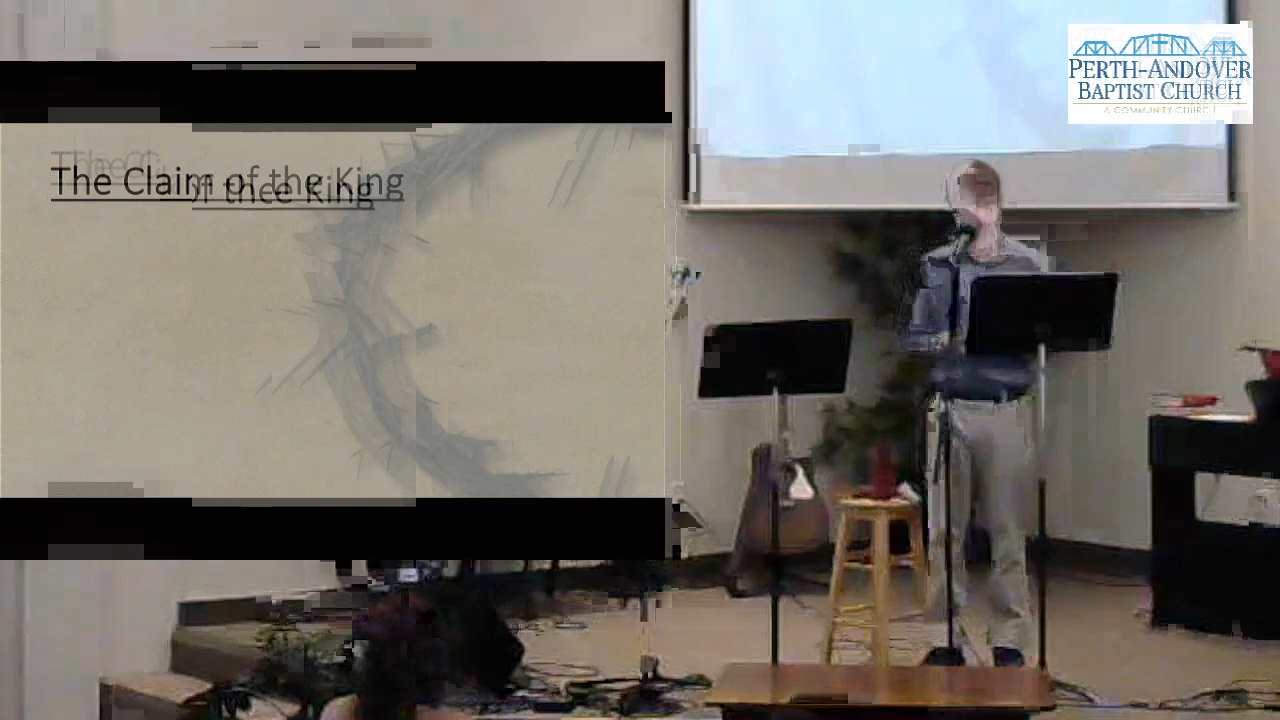 The Claim of the King
PERTH-ANDOVER
BAPTIST CHURCH
A COMMUNITY CHURCH